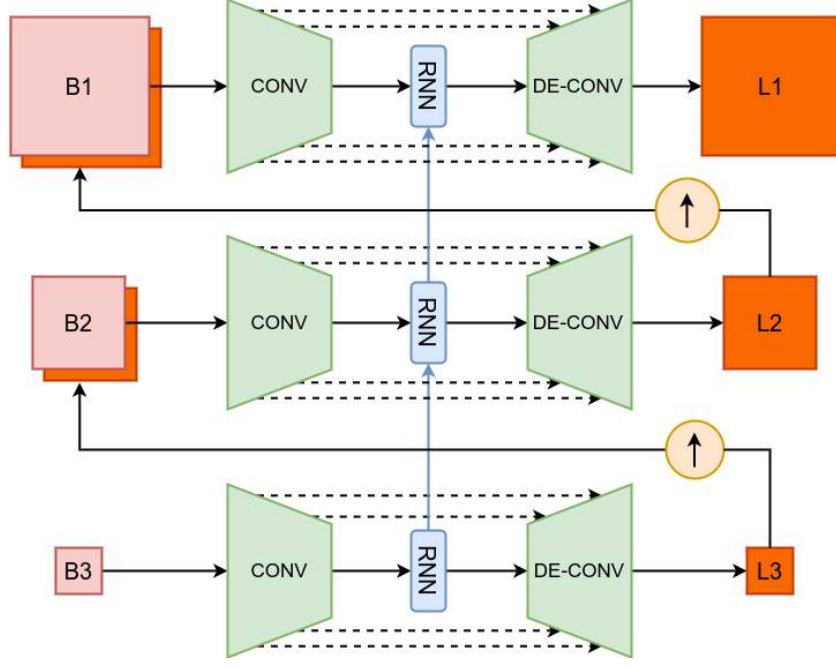 B1
CONV
RNN
DE-CONV
L1
B2
CONV
RNN
DE-CONV
L2
B3
CONV
RNN
DE-CONV
L3